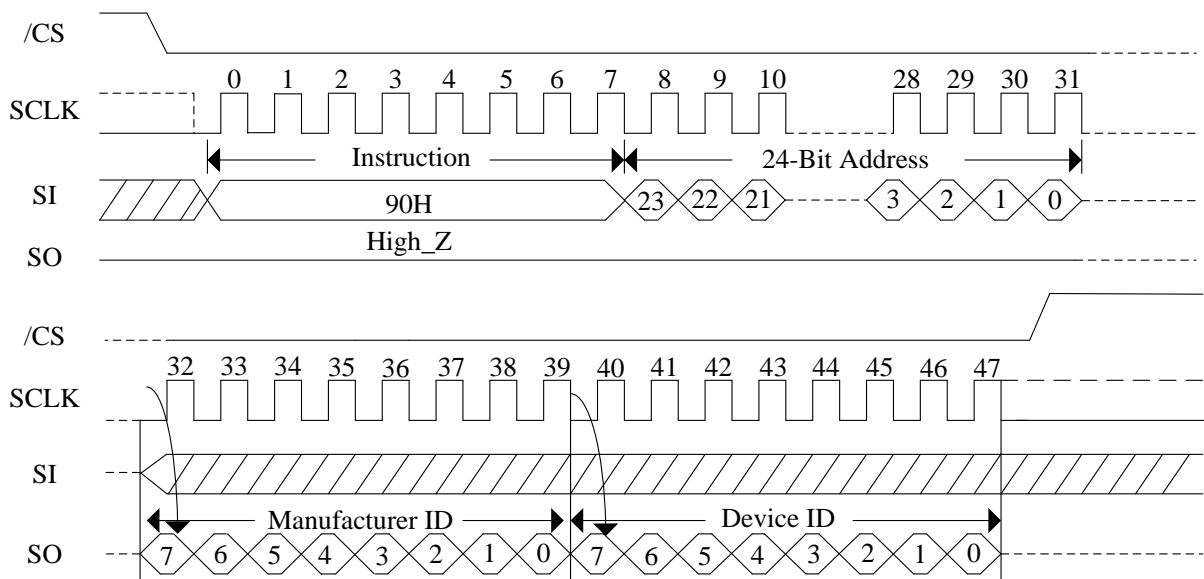 /CS
0 1 2 3 4 5 6 7 8 9 10 28 29 30 31
SCLK
Instruction 24-Bit Address
SI 90H 23 22 21 3 2 1 0
High_Z
SO
/CS
32 33 34 35 36 37 38 39 40 41 42 43 44 45 46 47
SCLK
SI
Manufacturer ID Device ID
SO 7 6 5 4 3 2 1 0 7 6 5 4 3 2 1 0